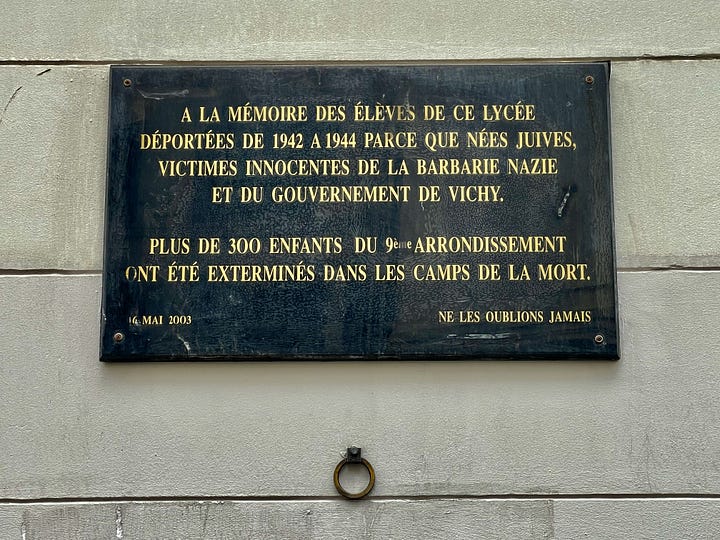 A LA MÉMOIRE DES ÉLÈVES DE CE LYCÉE
DÉPORTÉES DE 1942 A 1944 PARCE QUE NÉES JUIVES,
VICTIMES INNOCENTES DE LA BARBARIE NAZIE
ET DU GOUVERNEMENT DE VICHY.
PLUS DE 300 ENFANTS DU 9ème ARRONDISSEMENT
ONT ÉTÉ EXTERMINÉS DANS LES CAMPS DE LA MORT.
16 MAI 2003 NE LES OUBLIONS JAMAIS